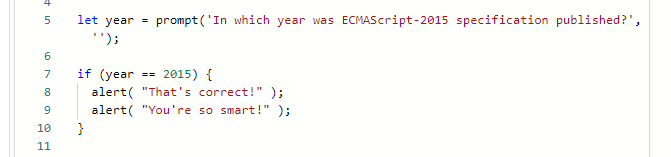 4
5 let year = prompt('In which year was ECMAScript-2015 specification published?',
'');
6
7 if (year == 2015) {
8 alert( "That's correct!" );
9 alert( "You're so smart!" );
10 }
11